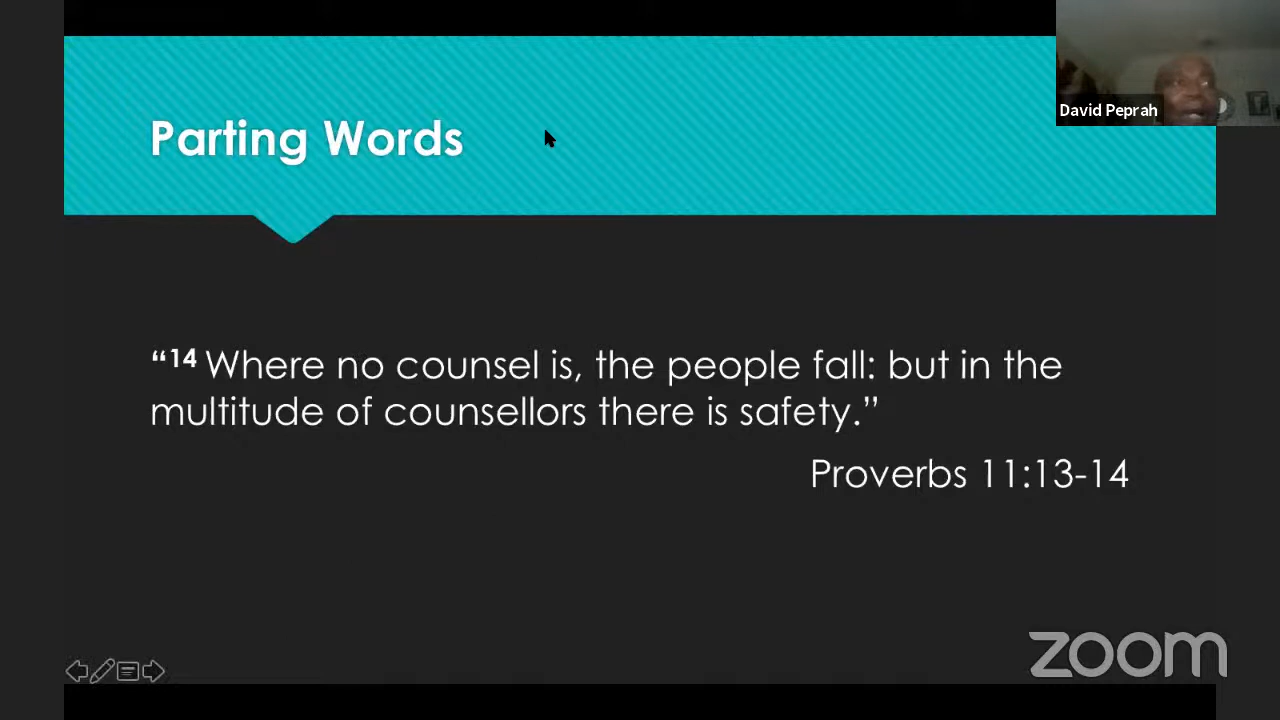 David Peprah
Parting Words
“14 Where no counsel is, the people fall: but in the
multitude of counsellors there is safety.”
Proverbs 11:13-14
zoom